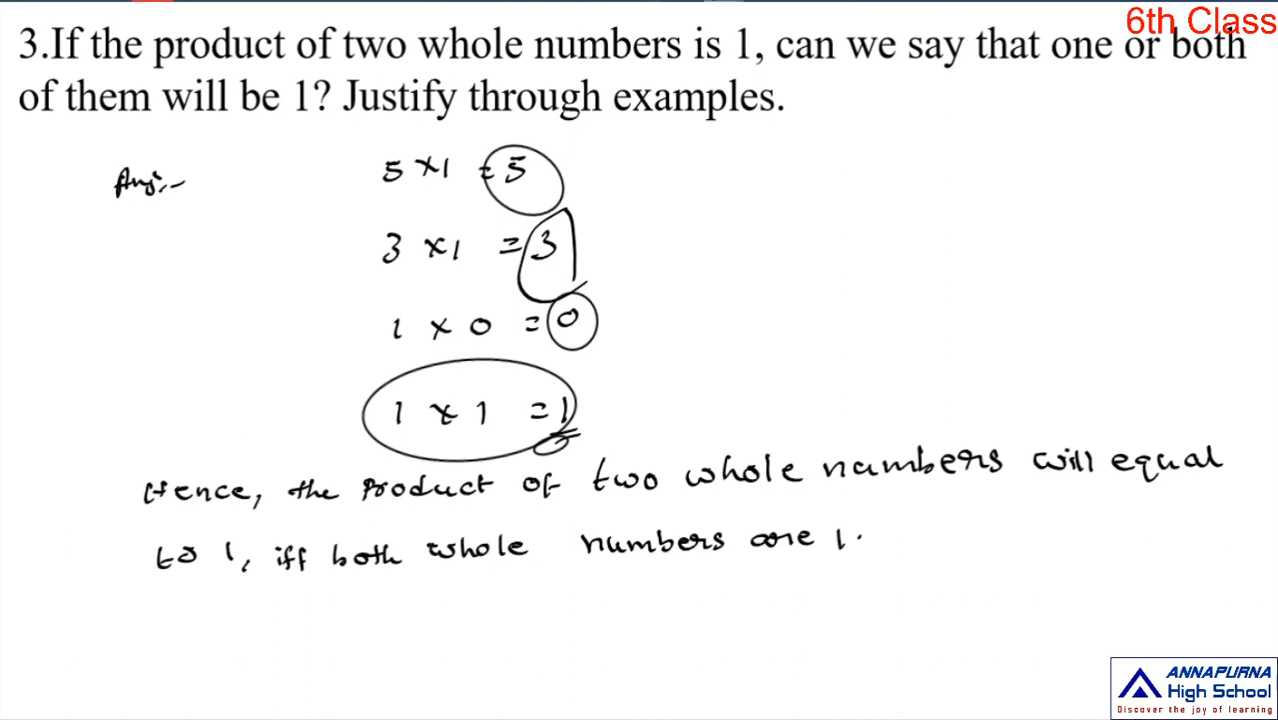 6th Class
3.If the product of two whole numbers is 1, can we say that one or both
of them will be 1? Justify through examples.
Ans:-
5 × 1 = 5
3 × 1 = 3
1 × 0 = 0
1 × 1 = 1
Hence, the product of two whole numbers will equal
to 1, iff both whole numbers are 1.
ANNAPURNA
High School
Discover the joy of learning